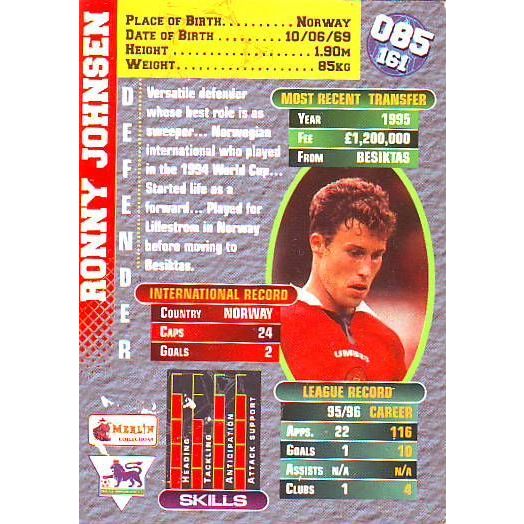 PLACE OF BIRTH.......... NORWAY
DATE OF BIRTH .......... 10/06/69
HEIGHT .................... 1.90M
WEIGHT.................... 85KG
085
161
RONNY JOHNSEN
DEFENDER
Versatile defender
whose best role is as
sweeper... Norwegian
international who played
in the 1994 World Cup...
Started life as a
forward... Played for
Lillestrom in Norway
before moving to
Besiktas.
MOST RECENT TRANSFER
YEAR 1995
FEE £1,200,000
FROM BESIKTAS
INTERNATIONAL RECORD
COUNTRY NORWAY
CAPS 24
GOALS 2
UMBRO
LEAGUE RECORD
95/96 CAREER
APPS. 22 116
GOALS 1 10
ASSISTS N/A N/A
CLUBS 1 4
HEADING
TACKLING
ANTICIPATION
ATTACK SUPPORT
SKILLS
MERLIN
COLLECTIONS